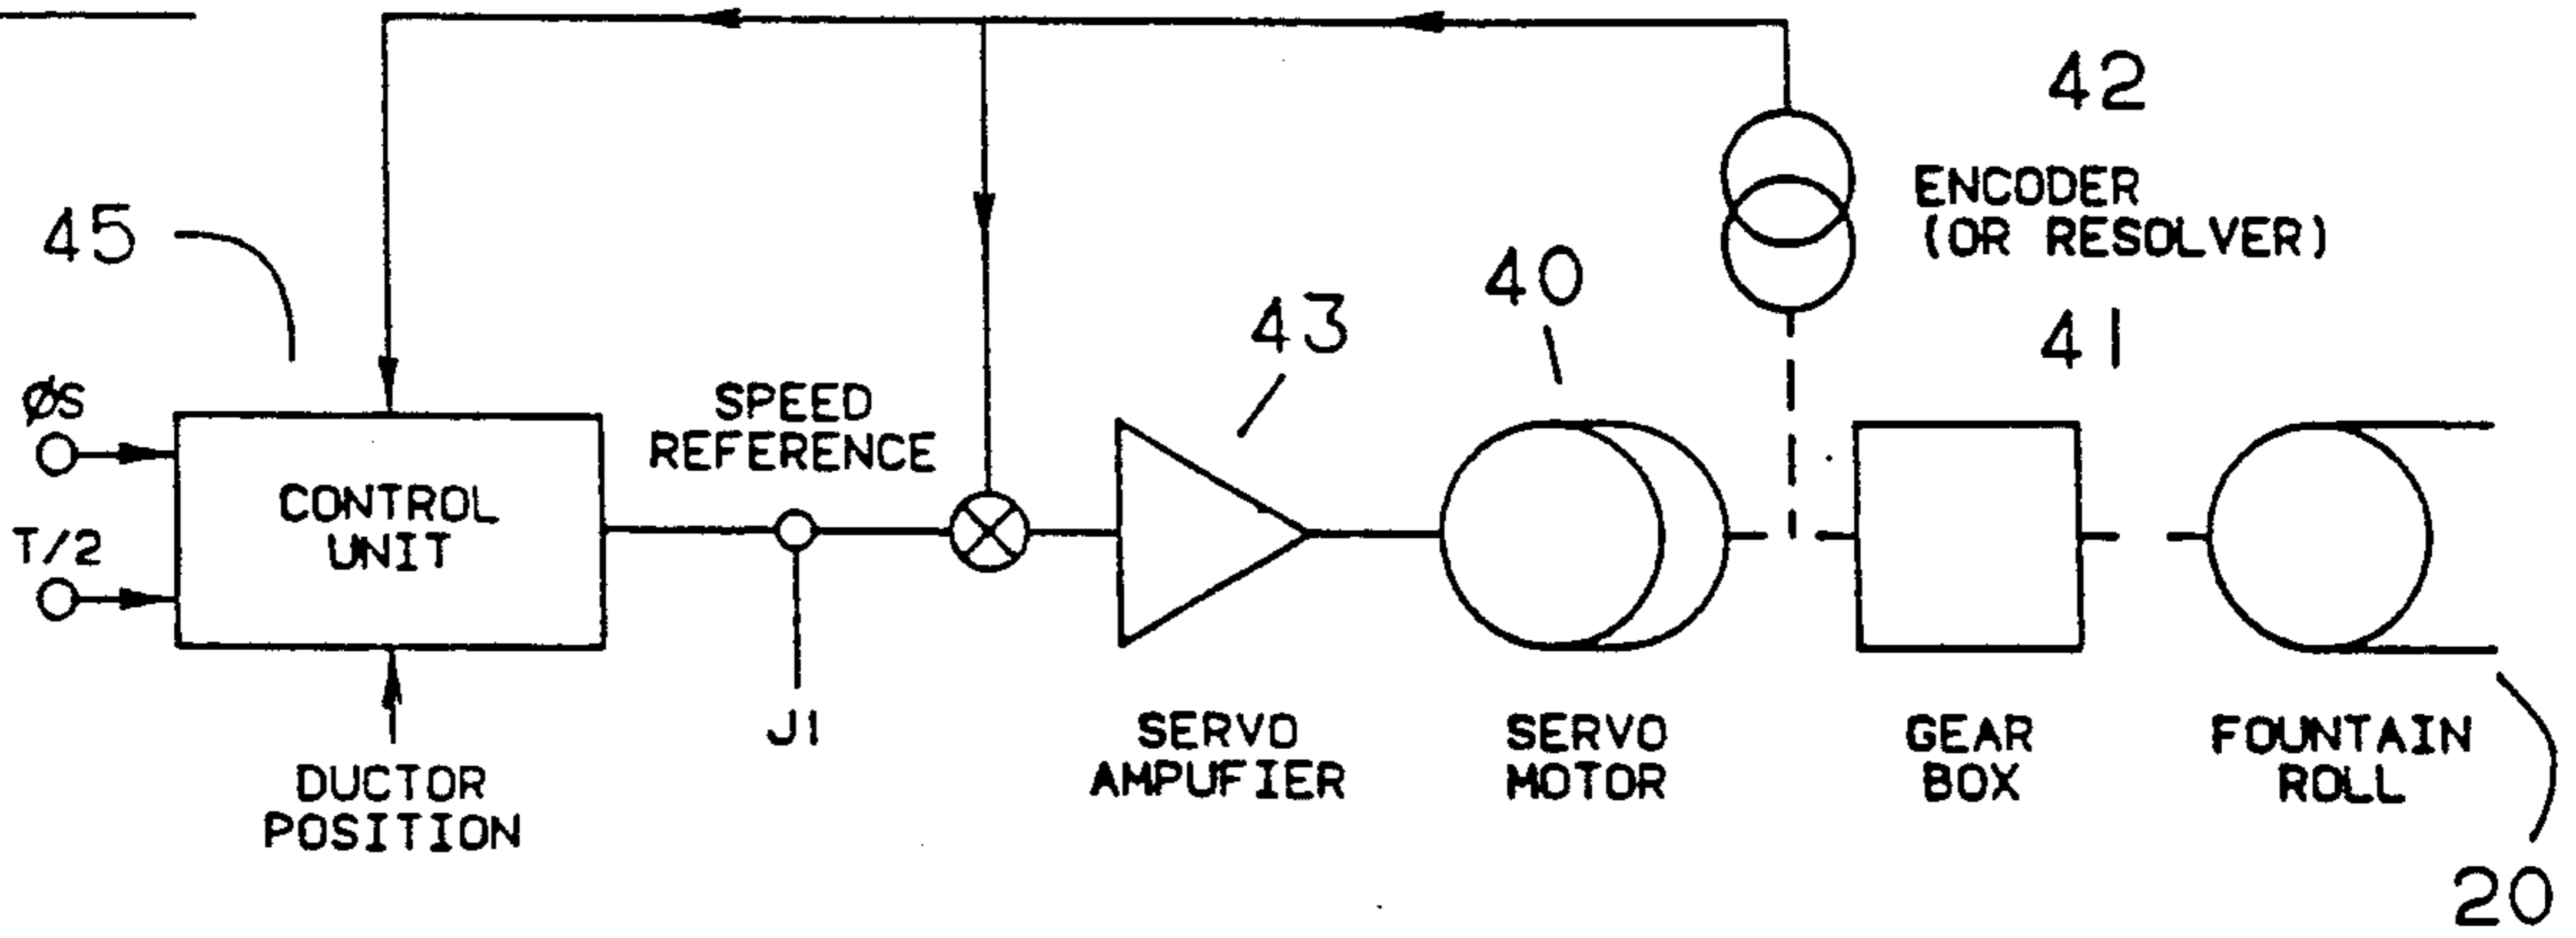 42
ENCODER
(OR RESOLVER)
45
40
43
41
ØS
SPEED
REFERENCE
CONTROL
UNIT
T/2
J1
SERVO
AMPUFIER
SERVO
MOTOR
GEAR
BOX
FOUNTAIN
ROLL
DUCTOR
POSITION
20